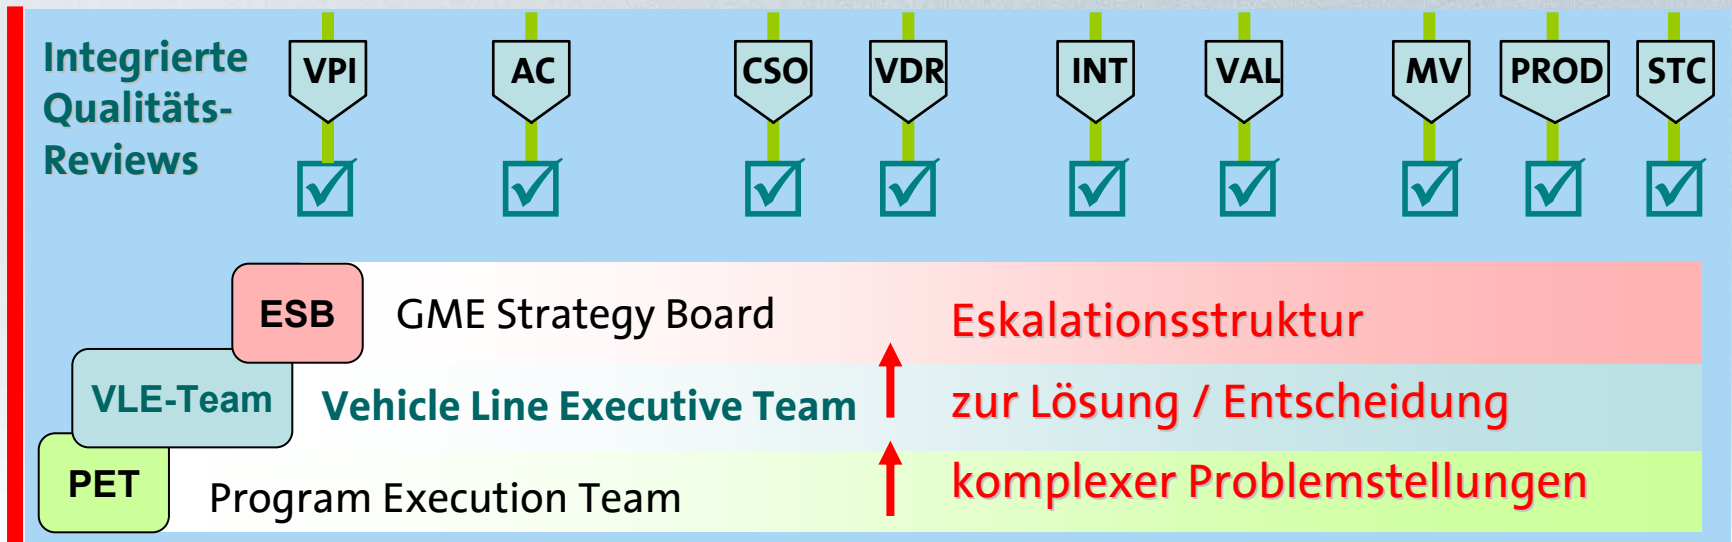 Integrierte
Qualitäts-
Reviews
VPI AC CSO VDR INT VAL MV PROD STC
ESB GME Strategy Board Eskalationsstruktur
VLE-Team Vehicle Line Executive Team zur Lösung / Entscheidung
PET Program Execution Team komplexer Problemstellungen